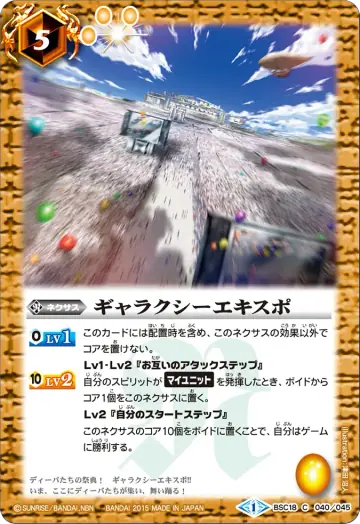 5
ネクサス ギャラクシーエキスポ
0 LV1
このカードには配置時を含め、このネクサスの効果以外で
コアを置けない。
10 LV2
Lv1・Lv2『お互いのアタックステップ』
自分のスピリットが マイユニット を発揮したとき、ボイドから
コア1個をこのネクサスに置く。
Lv2『自分のスタートステップ』
このネクサスのコア10個をボイドに置くことで、自分はゲーム
に勝利する。
ディーバたちの祭典! ギャラクシーエキスポ!!
いま、ここにディーバたちが集い、舞い踊る!
©SUNRISE/BANDAI,NBN BANDAI 2015 MADE IN JAPAN
1 BSC18 C 040/045